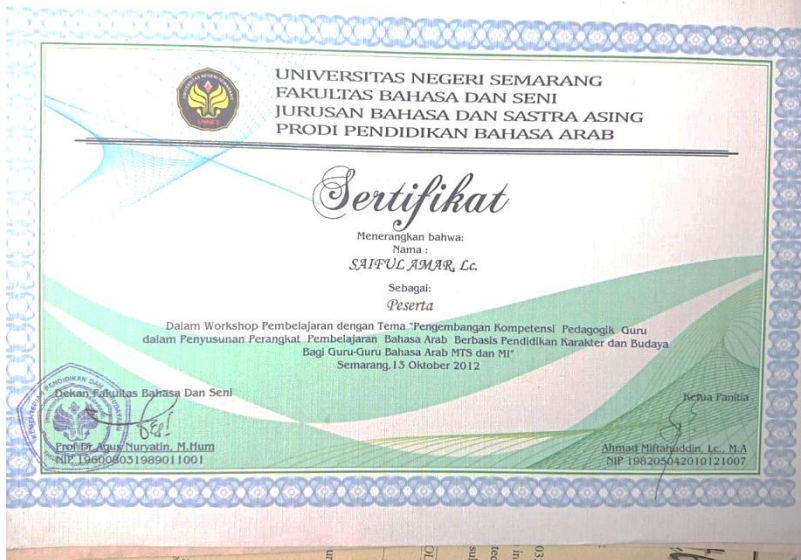 UNIVERSITAS NEGERI SEMARANG
FAKULTAS BAHASA DAN SENI
JURUSAN BAHASA DAN SASTRA ASING
PRODI PENDIDIKAN BAHASA ARAB
UNNES
Sertifikat
Menerangkan bahwa:
Nama :
SAIFUL AMAR, Lc.
Sebagai:
Peserta
Dalam Workshop Pembelajaran dengan Tema "Pengembangan Kompetensi Pedagogik Guru
dalam Penyusunan Perangkat Pembelajaran Bahasa Arab Berbasis Pendidikan Karakter dan Budaya
Bagi Guru-Guru Bahasa Arab MTS dan MI"
Semarang,13 Oktober 2012
Dekan Fakultas Bahasa Dan Seni
Prof.Dr.Agus Nuryatin, M.Hum
NIP 196008031989011001
Ketua Panitia
Ahmad Miftahuddin, Lc., M.A
NIP 198205042010121007